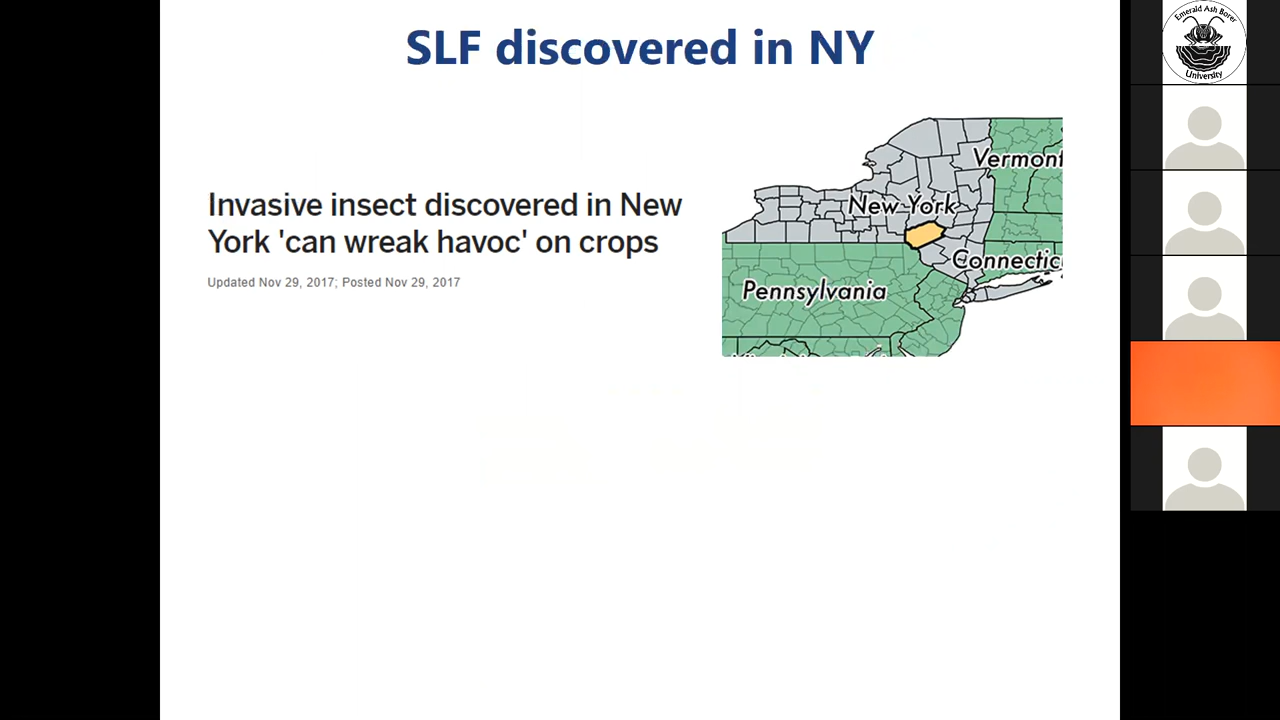 SLF discovered in NY
Emerald Ash Borer
University
Invasive insect discovered in New
York 'can wreak havoc' on crops
Updated Nov 29, 2017; Posted Nov 29, 2017
Vermont
New York
Connectic
Pennsylvania